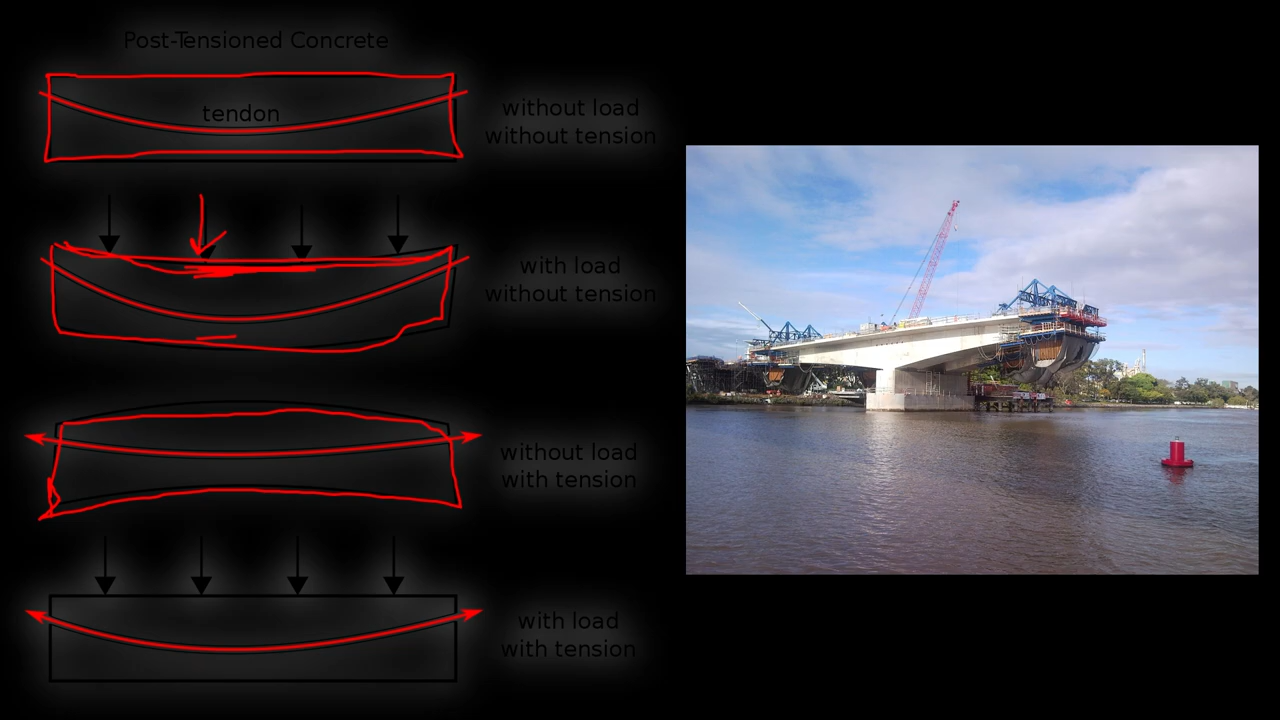 Post-Tensioned Concrete
tendon
without load
without tension
with load
without tension
without load
with tension
with load
with tension